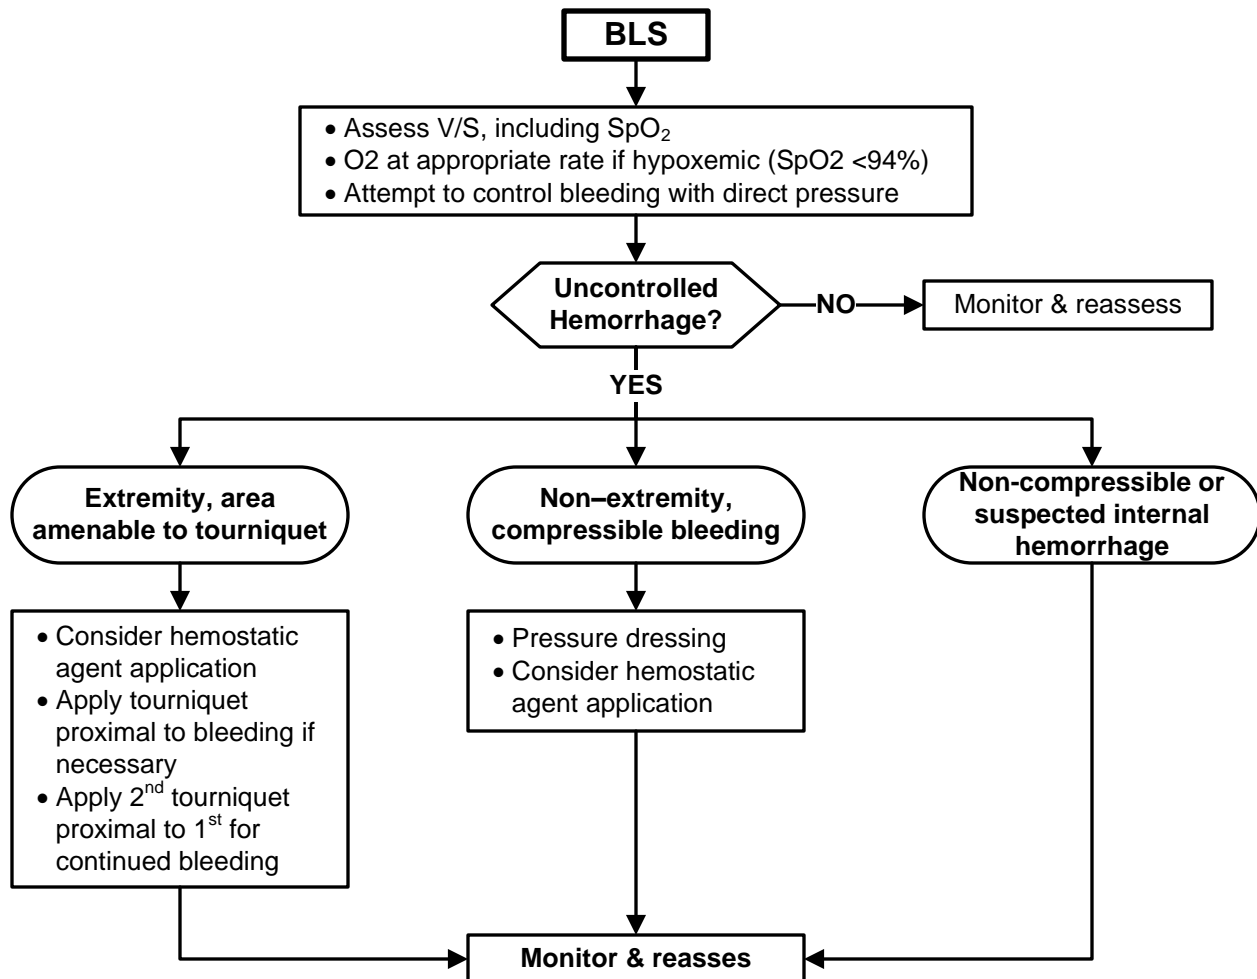 BLS
• Assess V/S, including SpO₂
• O2 at appropriate rate if hypoxemic (SpO2 <94%)
• Attempt to control bleeding with direct pressure
Uncontrolled
Hemorrhage?
NO
Monitor & reassess
YES
Extremity, area
amenable to tourniquet
Non–extremity,
compressible bleeding
Non-compressible or
suspected internal
hemorrhage
• Consider hemostatic
agent application
• Apply tourniquet
proximal to bleeding if
necessary
• Apply 2nd tourniquet
proximal to 1st for
continued bleeding
• Pressure dressing
• Consider hemostatic
agent application
Monitor & reasses